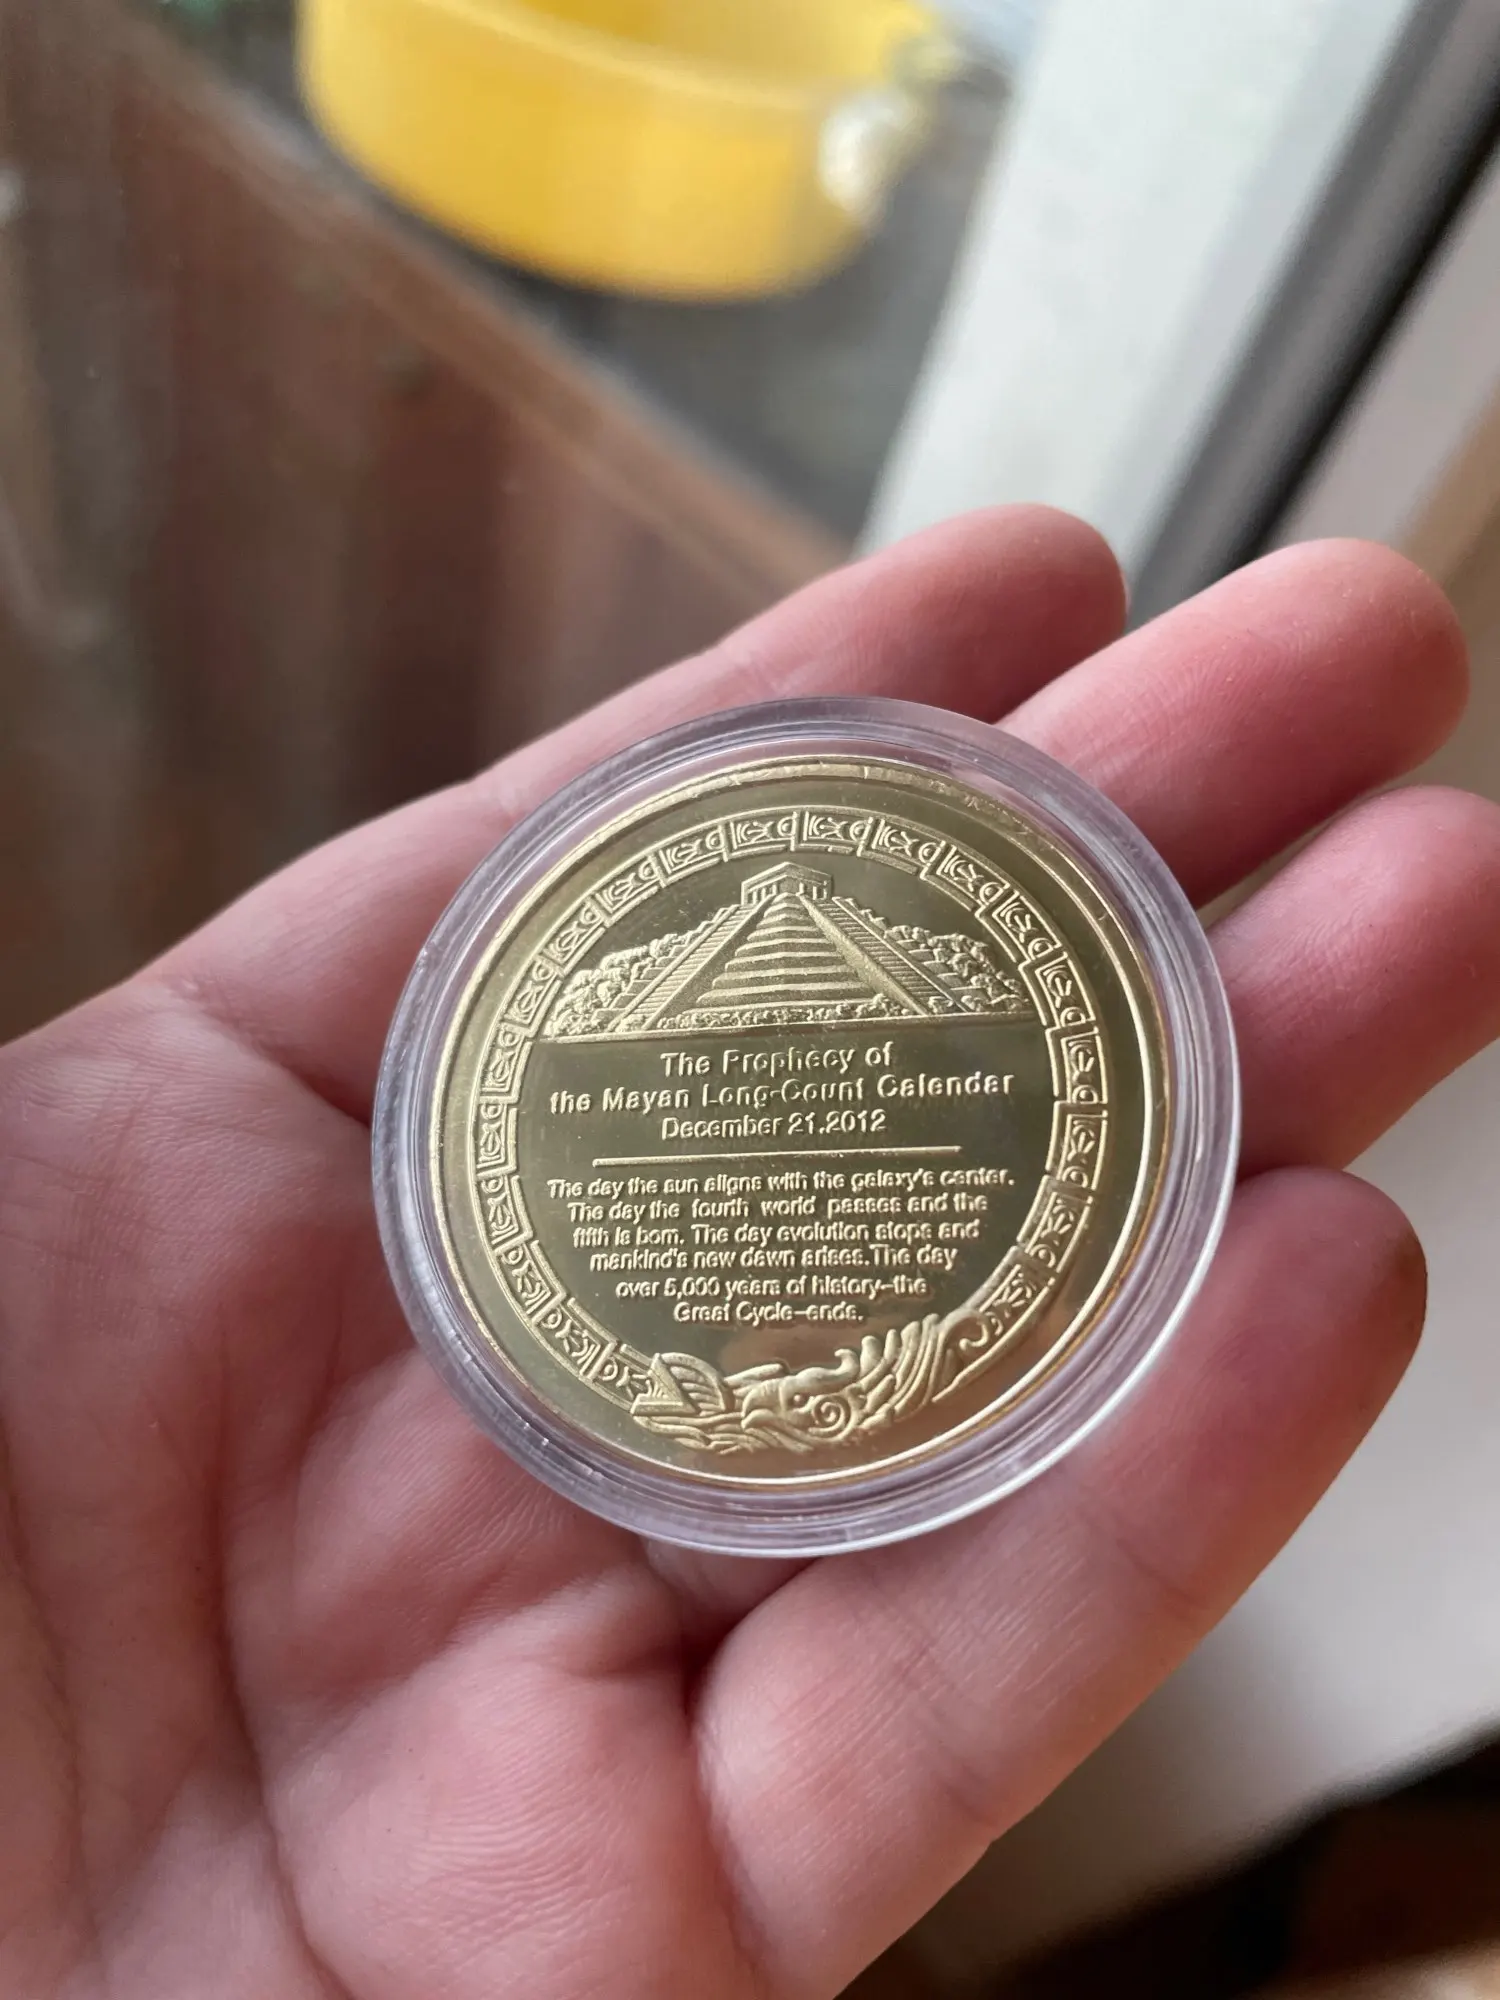 The Prophecy of
the Mayan Long-Count Calendar
December 21.2012
The day the sun aligns with the galaxy's center.
The day the fourth world passes and the
fifth is born. The day evolution stops and
mankind's new dawn arises. The day
over 5,000 years of history–the
Great Cycle–ends.